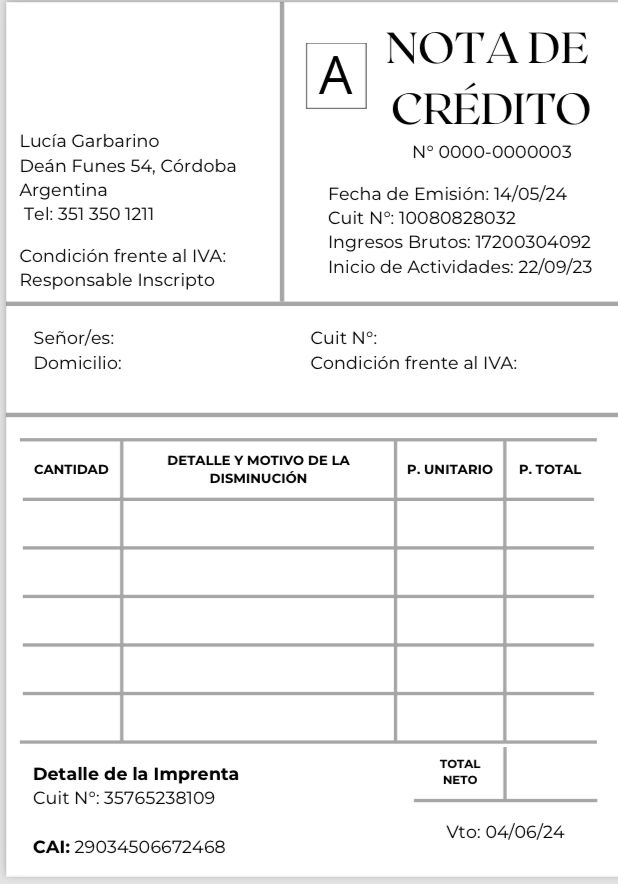 Lucía Garbarino
Deán Funes 54, Córdoba
Argentina
Tel: 351 350 1211
Condición frente al IVA:
Responsable Inscripto
A
NOTA DE
CRÉDITO
N° 0000-0000003
Fecha de Emisión: 14/05/24
Cuit N°: 10080828032
Ingresos Brutos: 17200304092
Inicio de Actividades: 22/09/23
Señor/es:
Domicilio:
Cuit N°:
Condición frente al IVA:
CANTIDAD
DETALLE Y MOTIVO DE LA
DISMINUCIÓN
P. UNITARIO
P. TOTAL
TOTAL
NETO
Detalle de la Imprenta
Cuit N°: 35765238109
CAI: 29034506672468
Vto: 04/06/24